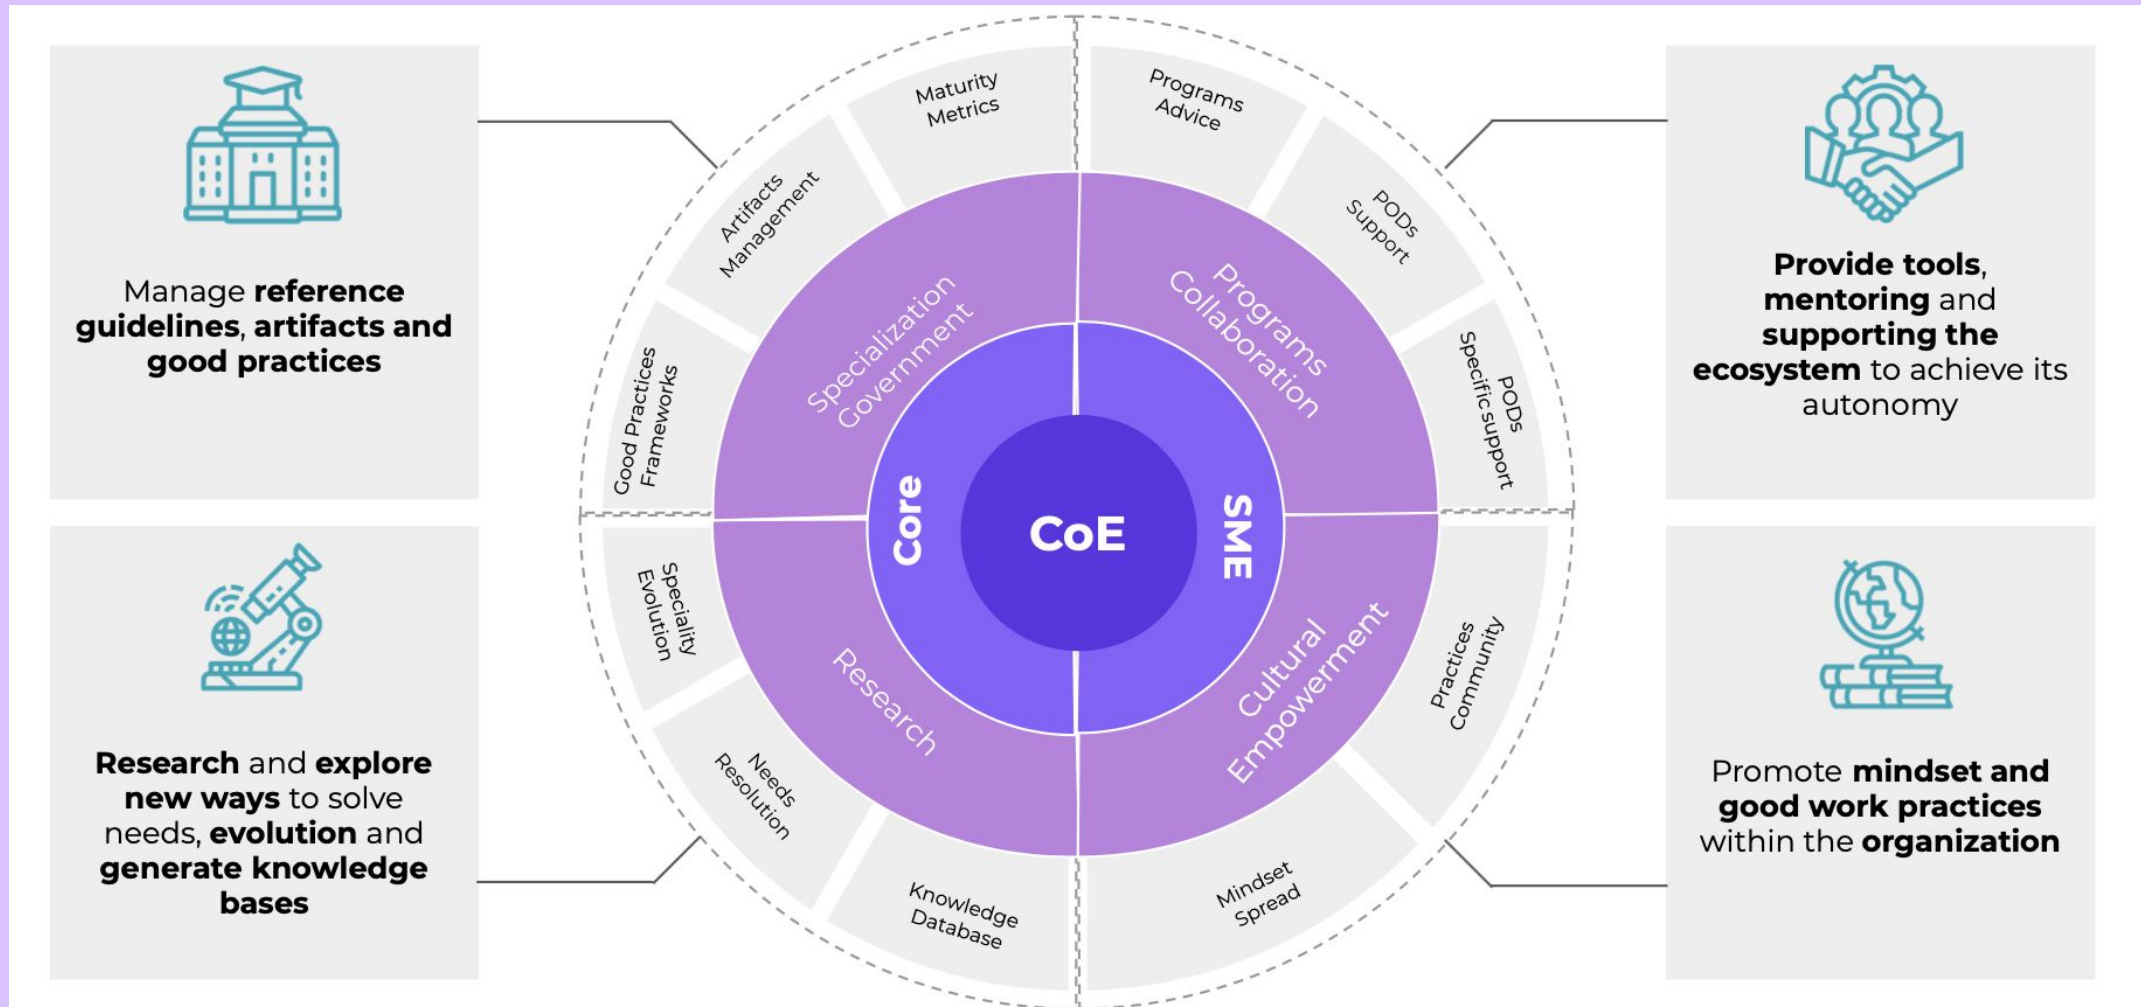 Manage reference
guidelines, artifacts and
good practices
Research and explore
new ways to solve
needs, evolution and
generate knowledge
bases
Maturity
Metrics
Artifacts
Management
Good Practices
Frameworks
Speciality
Evolution
Needs
Resolution
Knowledge
Database
Programs
Advice
PODs
Support
PODs
Specific support
Practices
Community
Mindset
Spread
Specialization
Government
Programs
Collaboration
Research
Cultural
Empowerment
Core
CoE
SME
Provide tools,
mentoring and
supporting the
ecosystem to achieve its
autonomy
Promote mindset and
good work practices
within the organization